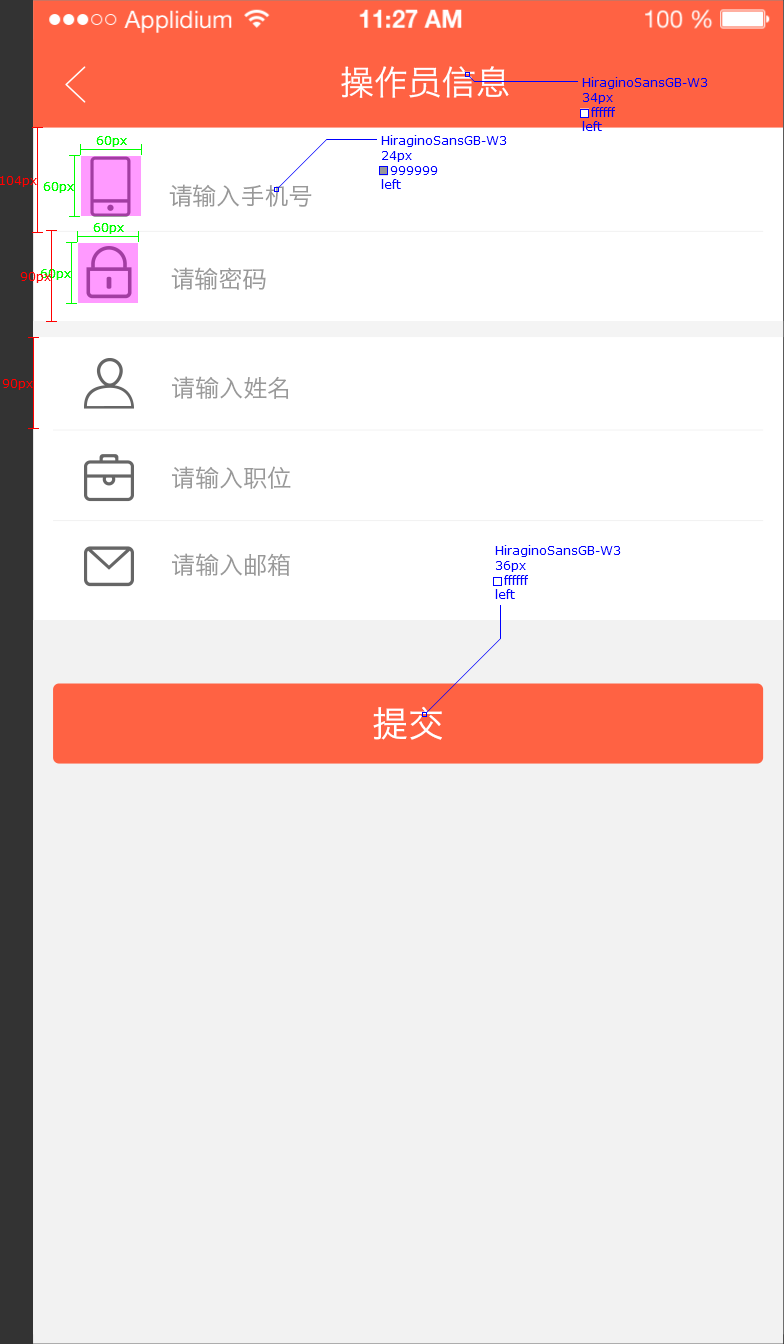 Applidium 11:27 AM 100 %
操作员信息
HiraginoSansGB-W3
34px
ffffff
left
HiraginoSansGB-W3
24px
999999
left
60px
104px
60px
请输入手机号
60px
90px
60px
请输密码
90px
请输入姓名
请输入职位
HiraginoSansGB-W3
36px
ffffff
left
请输入邮箱
提交